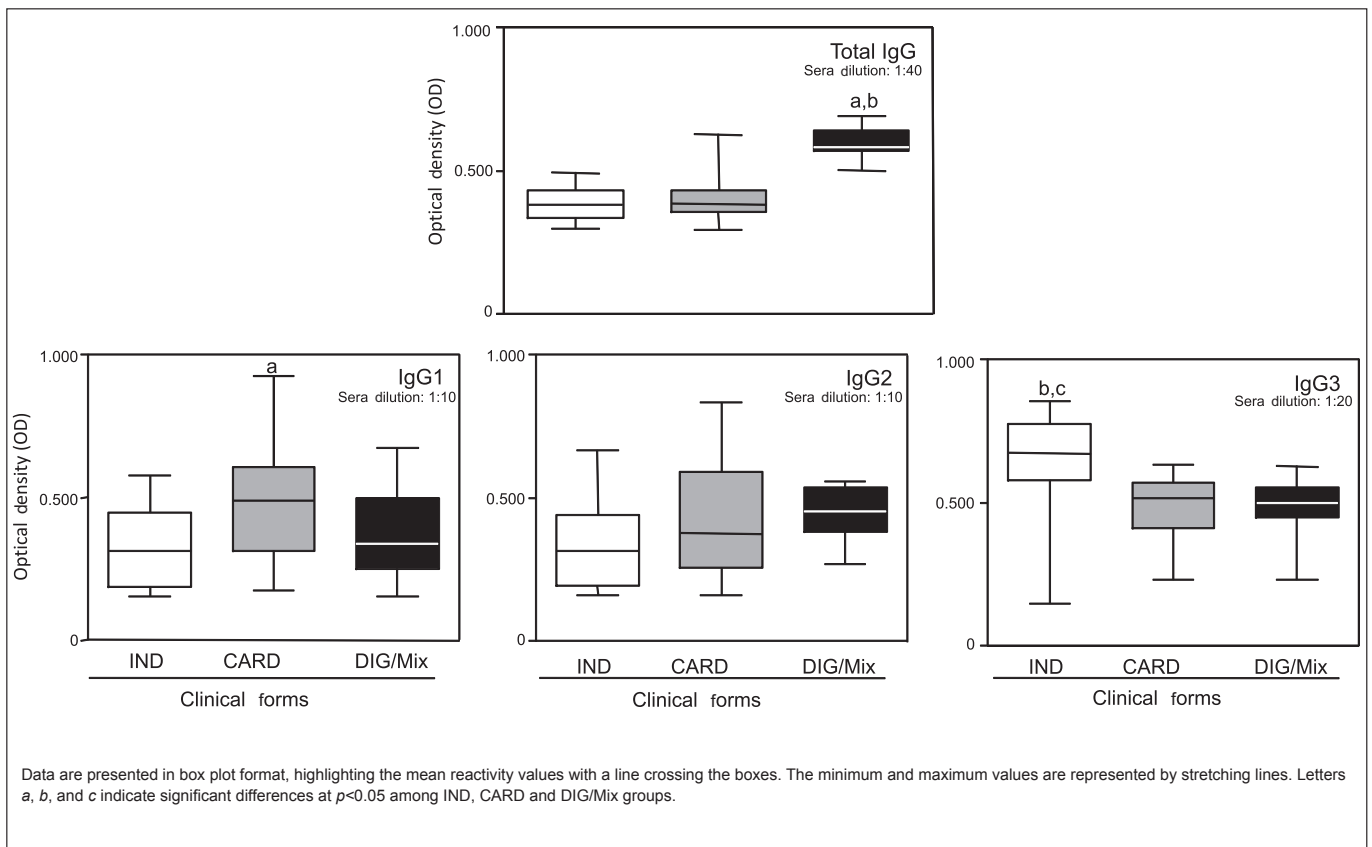 1.000
Total IgG
Sera dilution: 1:40
a,b
0.500
0
Optical density (OD)
1.000
a
IgG1
Sera dilution: 1:10
0.500
0
Optical density (OD)
IND CARD DIG/Mix
Clinical forms
1.000
IgG2
Sera dilution: 1:10
0.500
0
IND CARD DIG/Mix
Clinical forms
1.000
b,c
IgG3
Sera dilution: 1:20
0.500
0
IND CARD DIG/Mix
Clinical forms
Data are presented in box plot format, highlighting the mean reactivity values with a line crossing the boxes. The minimum and maximum values are represented by stretching lines. Letters
a, b, and c indicate significant differences at p<0.05 among IND, CARD and DIG/Mix groups.